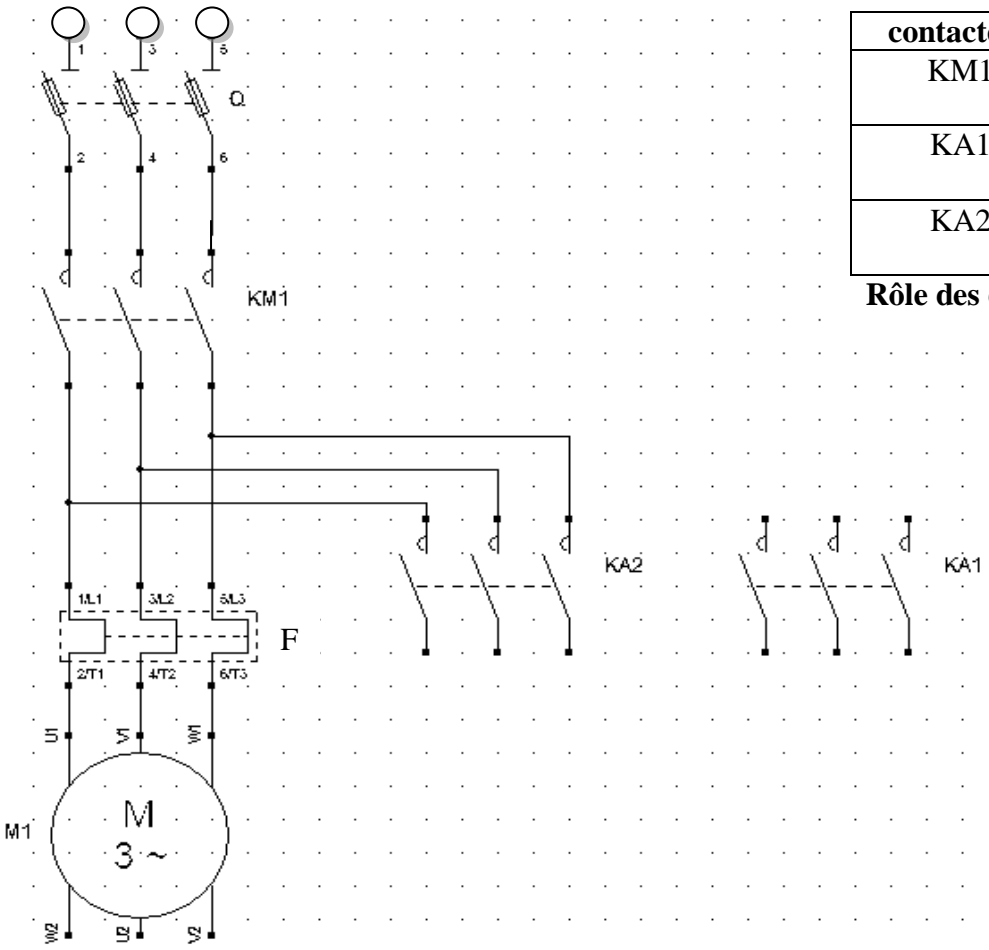 1 3 5
contact
Q
KM1
2 4 6
KA1
KA2
KM1
Rôle des
KA2
KA1
1/L1 3/L2 5/L3
F
2/T1 4/T2 6/T3
U1 V1 W1
M1
M
3 ~
W2 U2 V2